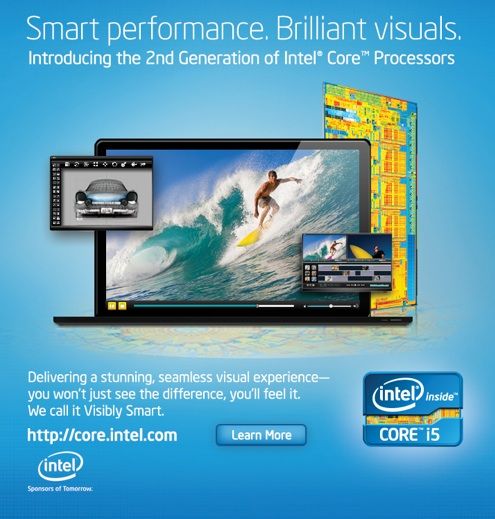 Smart performance. Brilliant visuals.
Introducing the 2nd Generation of Intel® Core™ Processors
Delivering a stunning, seamless visual experience—
you won't just see the difference, you'll feel it.
We call it Visibly Smart.
http://core.intel.com
Learn More
intel
Sponsors of Tomorrow.
intel inside™
CORE™ i5